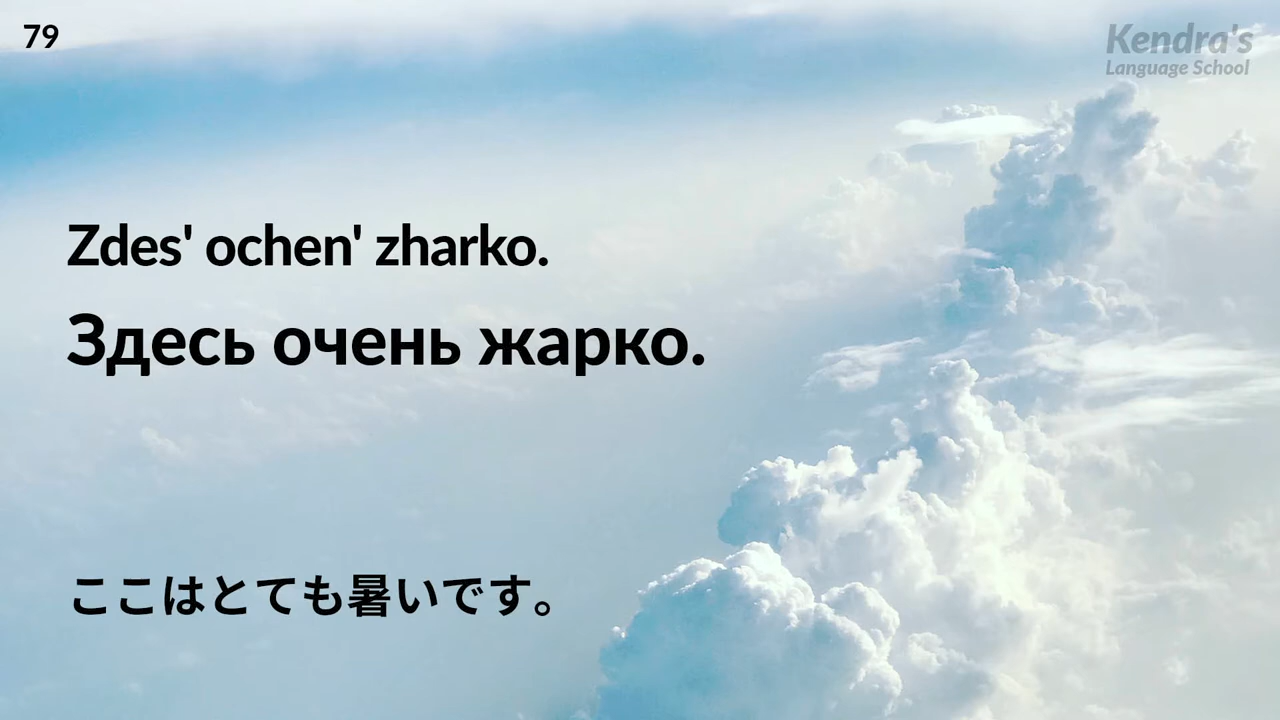 79
Kendra's
Language School
Zdes' ochen' zharko.
Здесь очень жарко.
ここはとても暑いです。